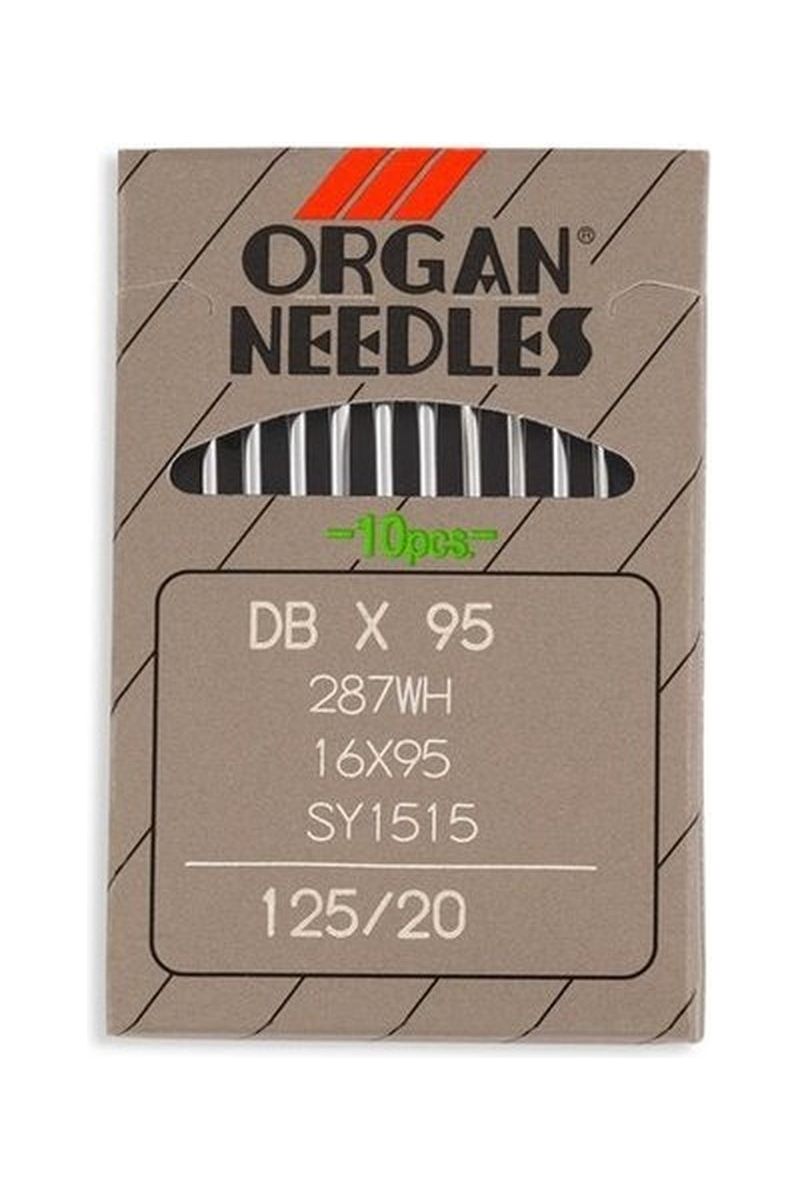 ORGAN®
NEEDLES
-10pcs.-
DB X 95
287WH
16X95
SY1515
125/20